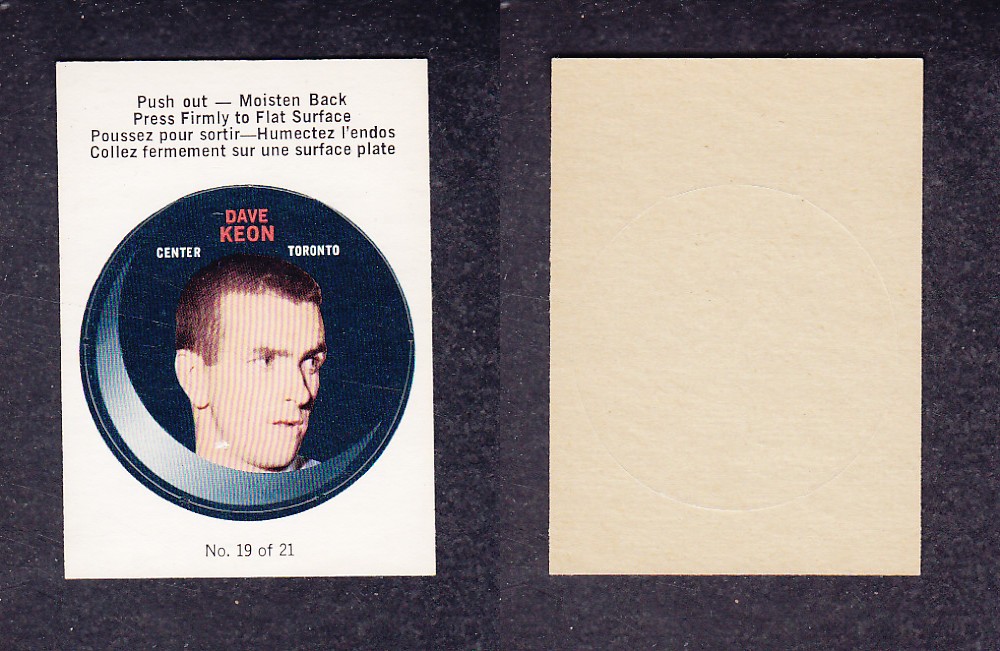 Push out — Moisten Back
Press Firmly to Flat Surface
Poussez pour sortir—Humectez l'endos
Collez fermement sur une surface plate
DAVE
KEON
CENTER TORONTO
No. 19 of 21